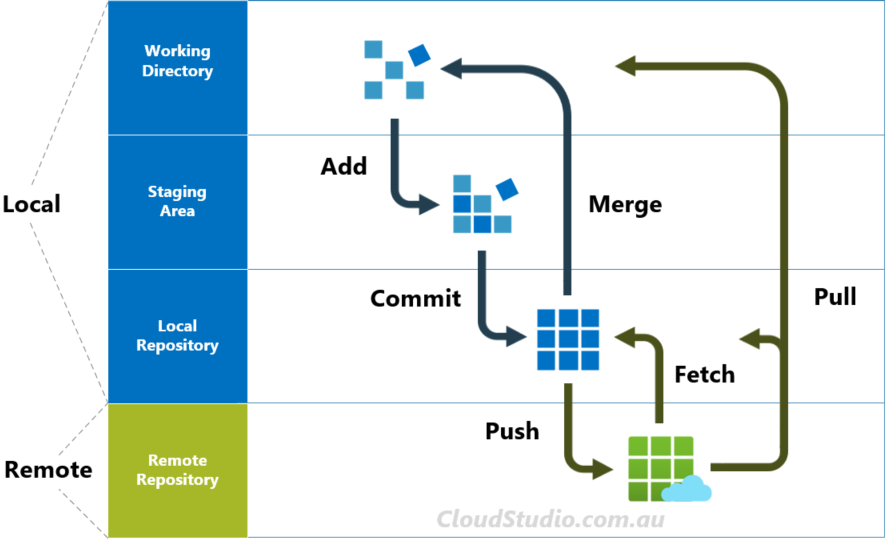 Working
Directory
Add
Staging
Area
Local
Merge
Commit
Local
Repository
Pull
Fetch
Push
Remote
Remote
Repository
CloudStudio.com.au